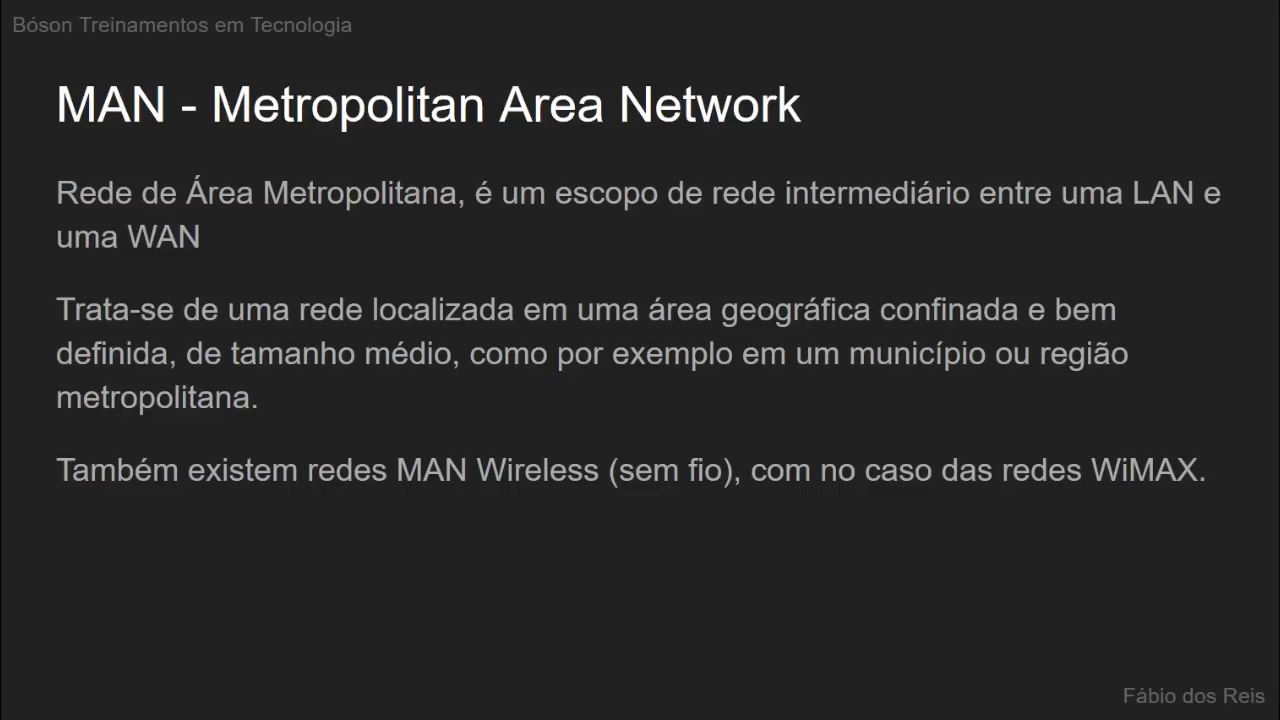 Bóson Treinamentos em Tecnologia
MAN - Metropolitan Area Network
Rede de Área Metropolitana, é um escopo de rede intermediário entre uma LAN e
uma WAN
Trata-se de uma rede localizada em uma área geográfica confinada e bem
definida, de tamanho médio, como por exemplo em um município ou região
metropolitana.
Também existem redes MAN Wireless (sem fio), com no caso das redes WiMAX.
Fábio dos Reis